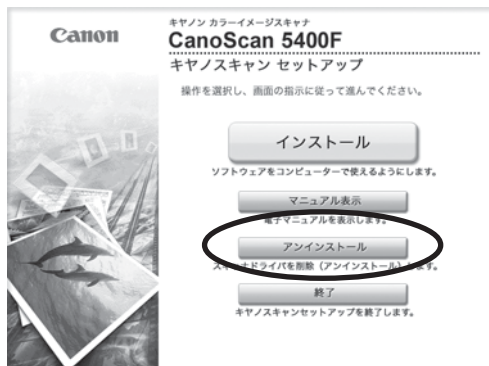 Canon
キヤノン カラーイメージスキャナ
CanoScan 5400F
キヤノスキャン セットアップ
操作を選択し、画面の指示に従って進んでください。
インストール
ソフトウェアをコンピューターで使えるようにします。
マニュアル表示
電子マニュアルを表示します。
アンインストール
スキャナドライバを削除（アンインストール）します。
終了
キヤノスキャンセットアップを終了します。